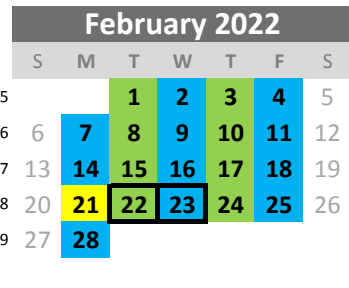 February 2022
S M T W T F S
5 1 2 3 4 5
6 6 7 8 9 10 11 12
7 13 14 15 16 17 18 19
8 20 21 22 23 24 25 26
9 27 28